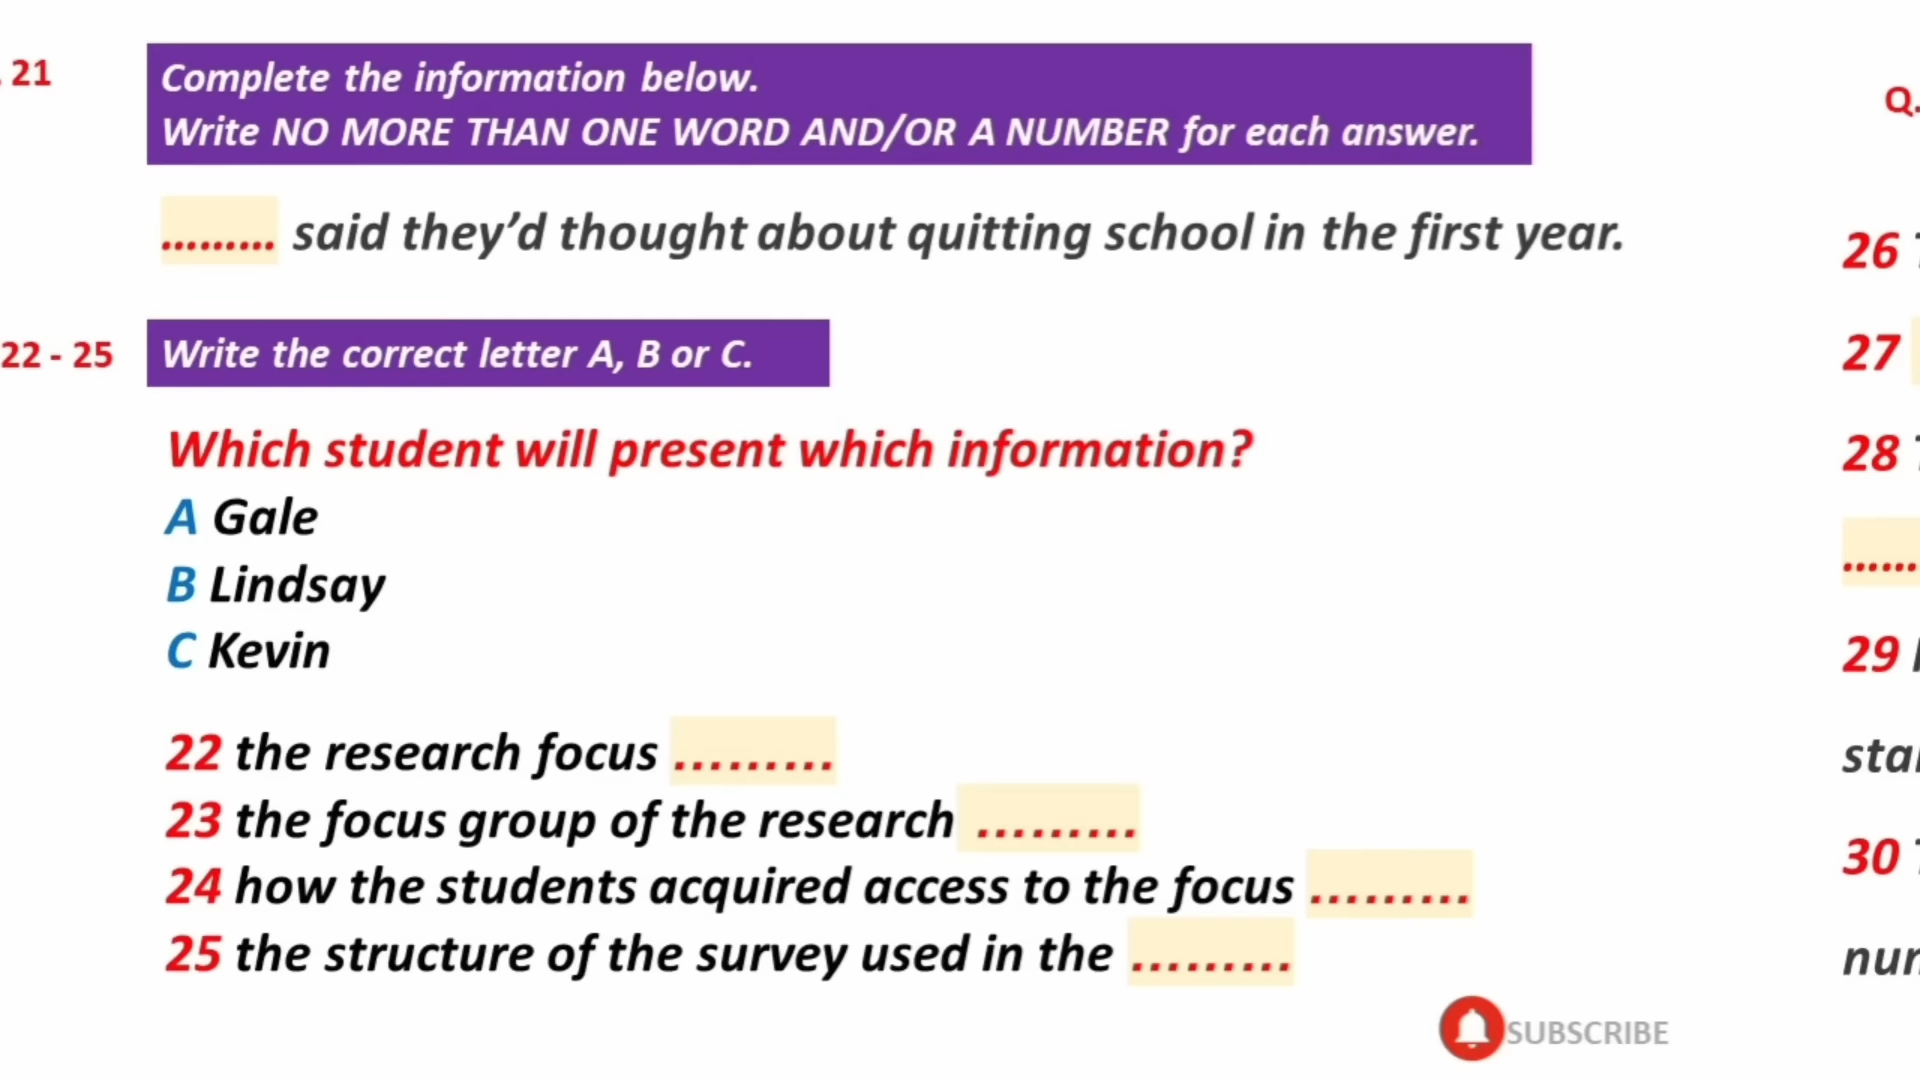 . 21
Complete the information below.
Write NO MORE THAN ONE WORD AND/OR A NUMBER for each answer.
......... said they’d thought about quitting school in the first year.
22 - 25
Write the correct letter A, B or C.
Which student will present which information?
A Gale
B Lindsay
C Kevin
22 the research focus .........
23 the focus group of the research .........
24 how the students acquired access to the focus .........
25 the structure of the survey used in the .........
SUBSCRIBE
Q.
26
27
28
......
29
30